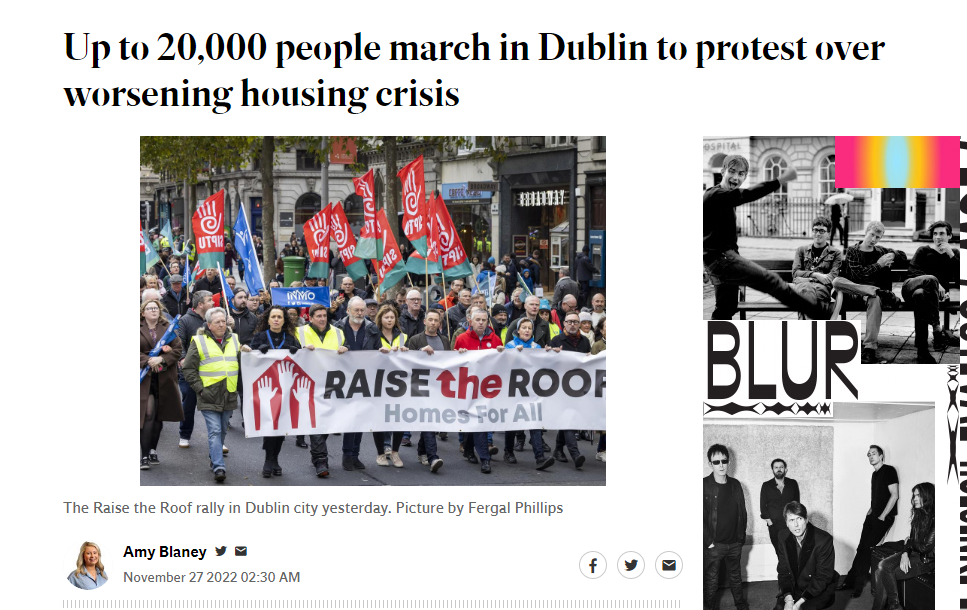 Up to 20,000 people march in Dublin to protest over
worsening housing crisis
SIPTU
SIPTU
INMO
RAISE the ROOF
Homes For All
The Raise the Roof rally in Dublin city yesterday. Picture by Fergal Phillips
Amy Blaney
November 27 2022 02:30 AM
BLUR